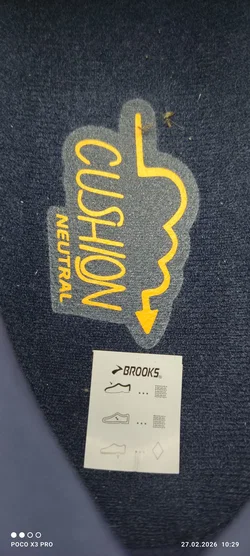 CUSHION
NEUTRAL
BROOKS
POCO X3 PRO
27.02.2026 10:29